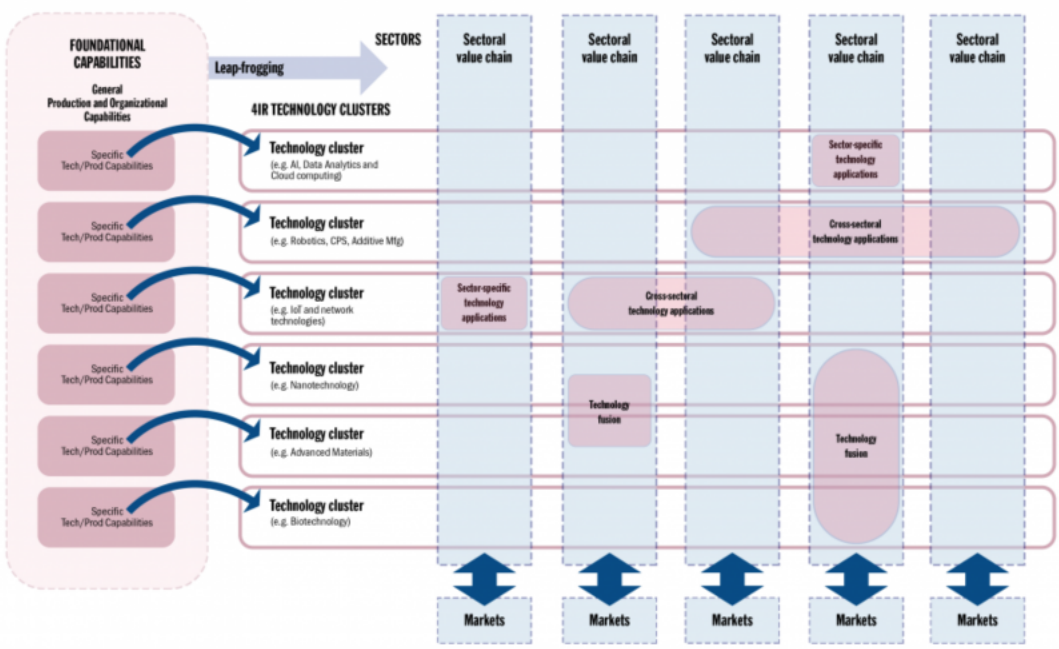 FOUNDATIONAL
CAPABILITIES
General
Production and Organizational
Capabilities
Leap-frogging
SECTORS
4IR TECHNOLOGY CLUSTERS
Sectoral
value chain
Sectoral
value chain
Sectoral
value chain
Sectoral
value chain
Sectoral
value chain
Specific
Tech/Prod Capabilities
Technology cluster
(e.g. AI, Data Analytics and
Cloud computing)
Sector-specific
technology
applications
Specific
Tech/Prod Capabilities
Technology cluster
(e.g. Robotics, CPS, Additive Mfg)
Cross-sectoral
technology applications
Specific
Tech/Prod Capabilities
Technology cluster
(e.g. IoT and network
technologies)
Sector-specific
technology
applications
Cross-sectoral
technology applications
Specific
Tech/Prod Capabilities
Technology cluster
(e.g. Nanotechnology)
Technology
fusion
Specific
Tech/Prod Capabilities
Technology cluster
(e.g. Advanced Materials)
Technology
fusion
Specific
Tech/Prod Capabilities
Technology cluster
(e.g. Biotechnology)
Markets
Markets
Markets
Markets
Markets